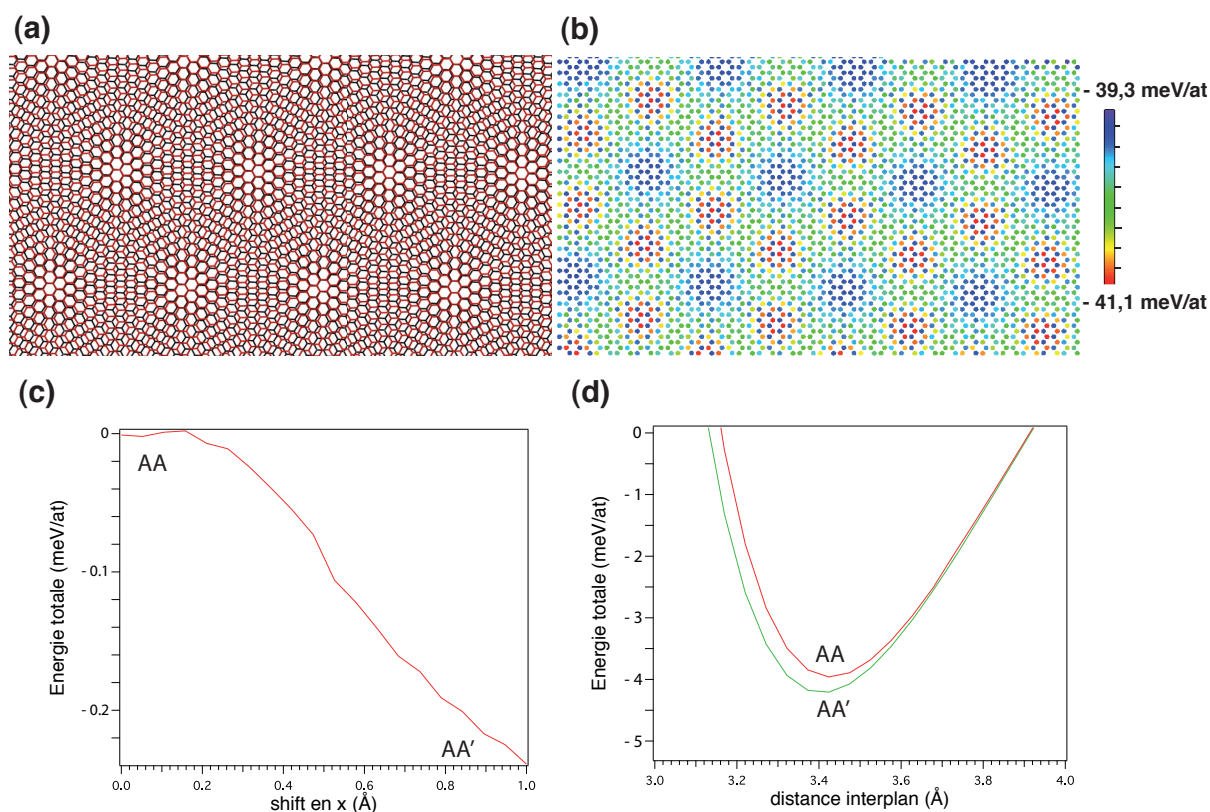 (a)
(b)
- 39,3 meV/at
- 41,1 meV/at
(c)
(d)
0
- 0.1
- 0.2
Energie totale (meV/at)
AA
AA'
0.0 0.2 0.4 0.6 0.8 1.0
shift en x (Å)
0
- 1
- 2
- 3
- 4
- 5
Energie totale (meV/at)
AA
AA'
3.0 3.2 3.4 3.6 3.8 4.0
distance interplan (Å)